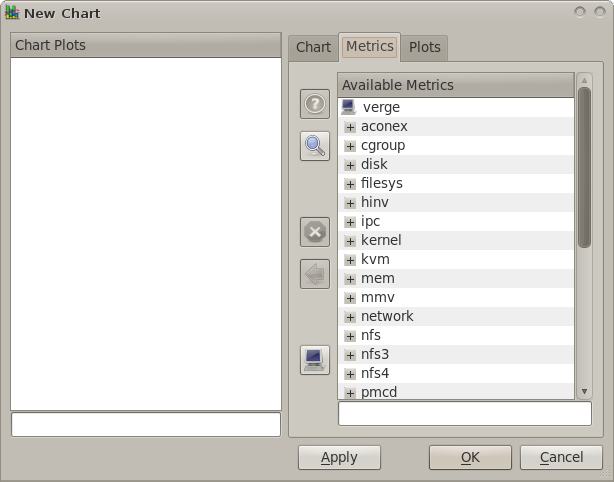 New Chart
Chart Plots
Chart Metrics Plots
Available Metrics
verge
aconex
cgroup
disk
filesys
hinv
ipc
kernel
kvm
mem
mmv
network
nfs
nfs3
nfs4
pmcd
Apply OK Cancel